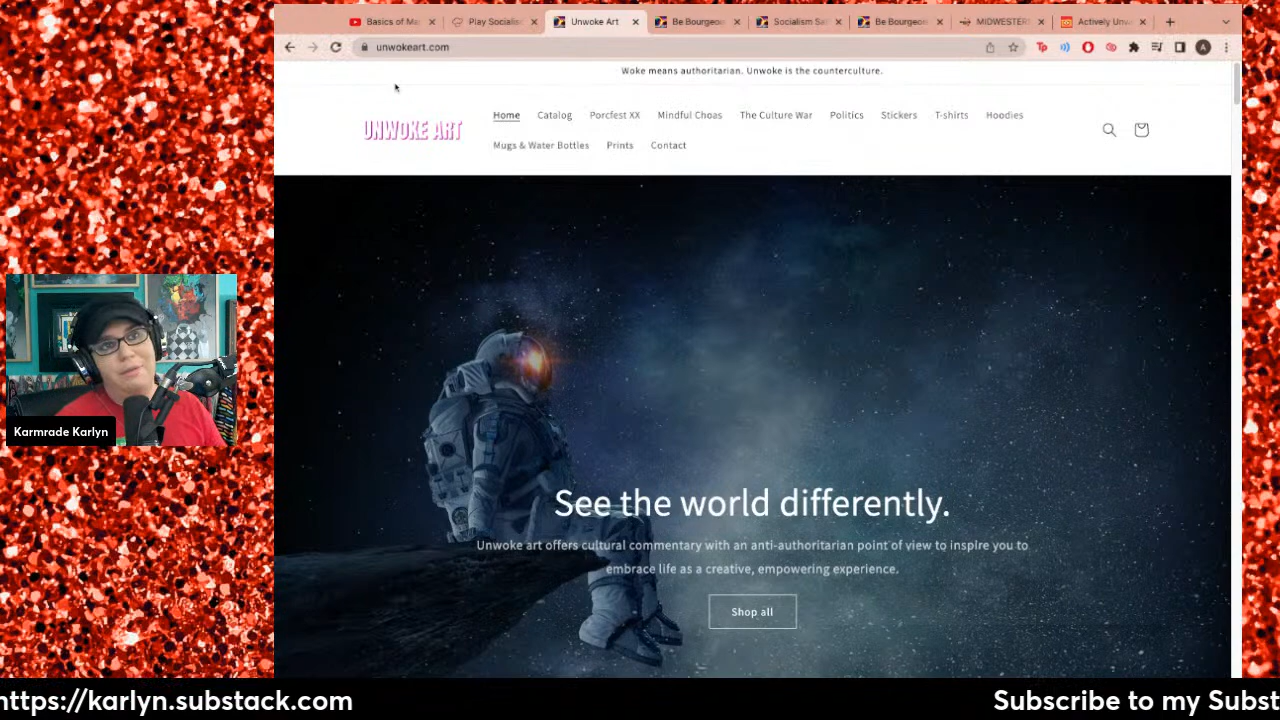 Basics of Ma
Play Socialis
Unwoke Art
Be Bourgeoi
Socialism Sa
Be Bourgeoi
MIDWESTER
Actively Unw
unwokeart.com
Woke means authoritarian. Unwoke is the counterculture.
UNWOKE ART
Home
Catalog
Porcfest XX
Mindful Choas
The Culture War
Politics
Stickers
T-shirts
Hoodies
Mugs & Water Bottles
Prints
Contact
See the world differently.
Unwoke art offers cultural commentary with an anti-authoritarian point of view to inspire you to
embrace life as a creative, empowering experience.
Shop all
Karmrade Karlyn
https://karlyn.substack.com
Subscribe to my Subst